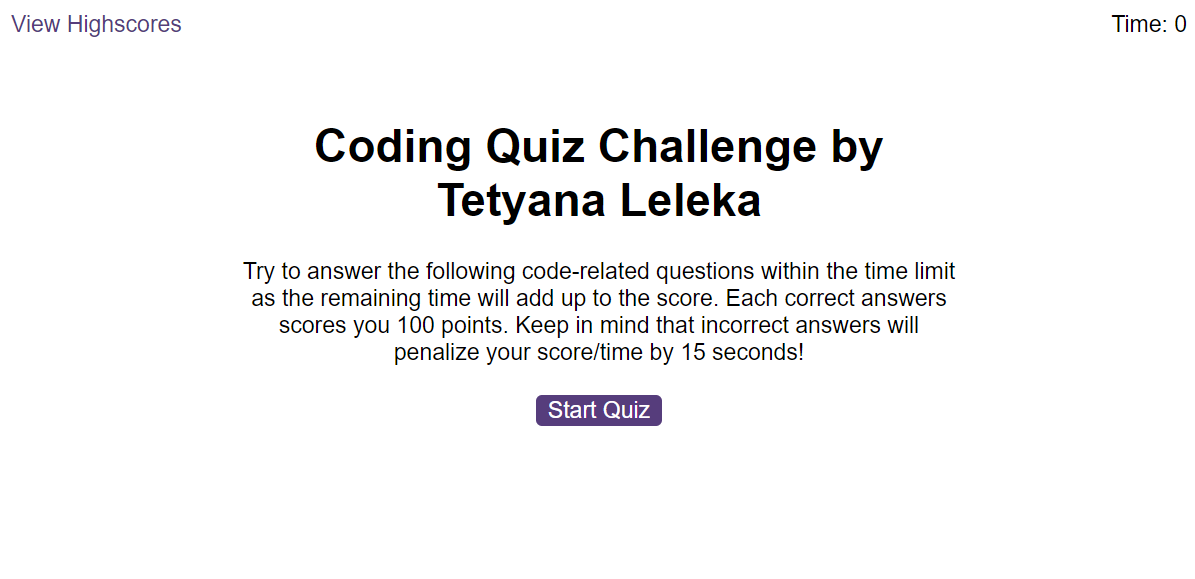 View Highscores
Time: 0
Coding Quiz Challenge by
Tetyana Leleka
Try to answer the following code-related questions within the time limit
as the remaining time will add up to the score. Each correct answers
scores you 100 points. Keep in mind that incorrect answers will
penalize your score/time by 15 seconds!
Start Quiz